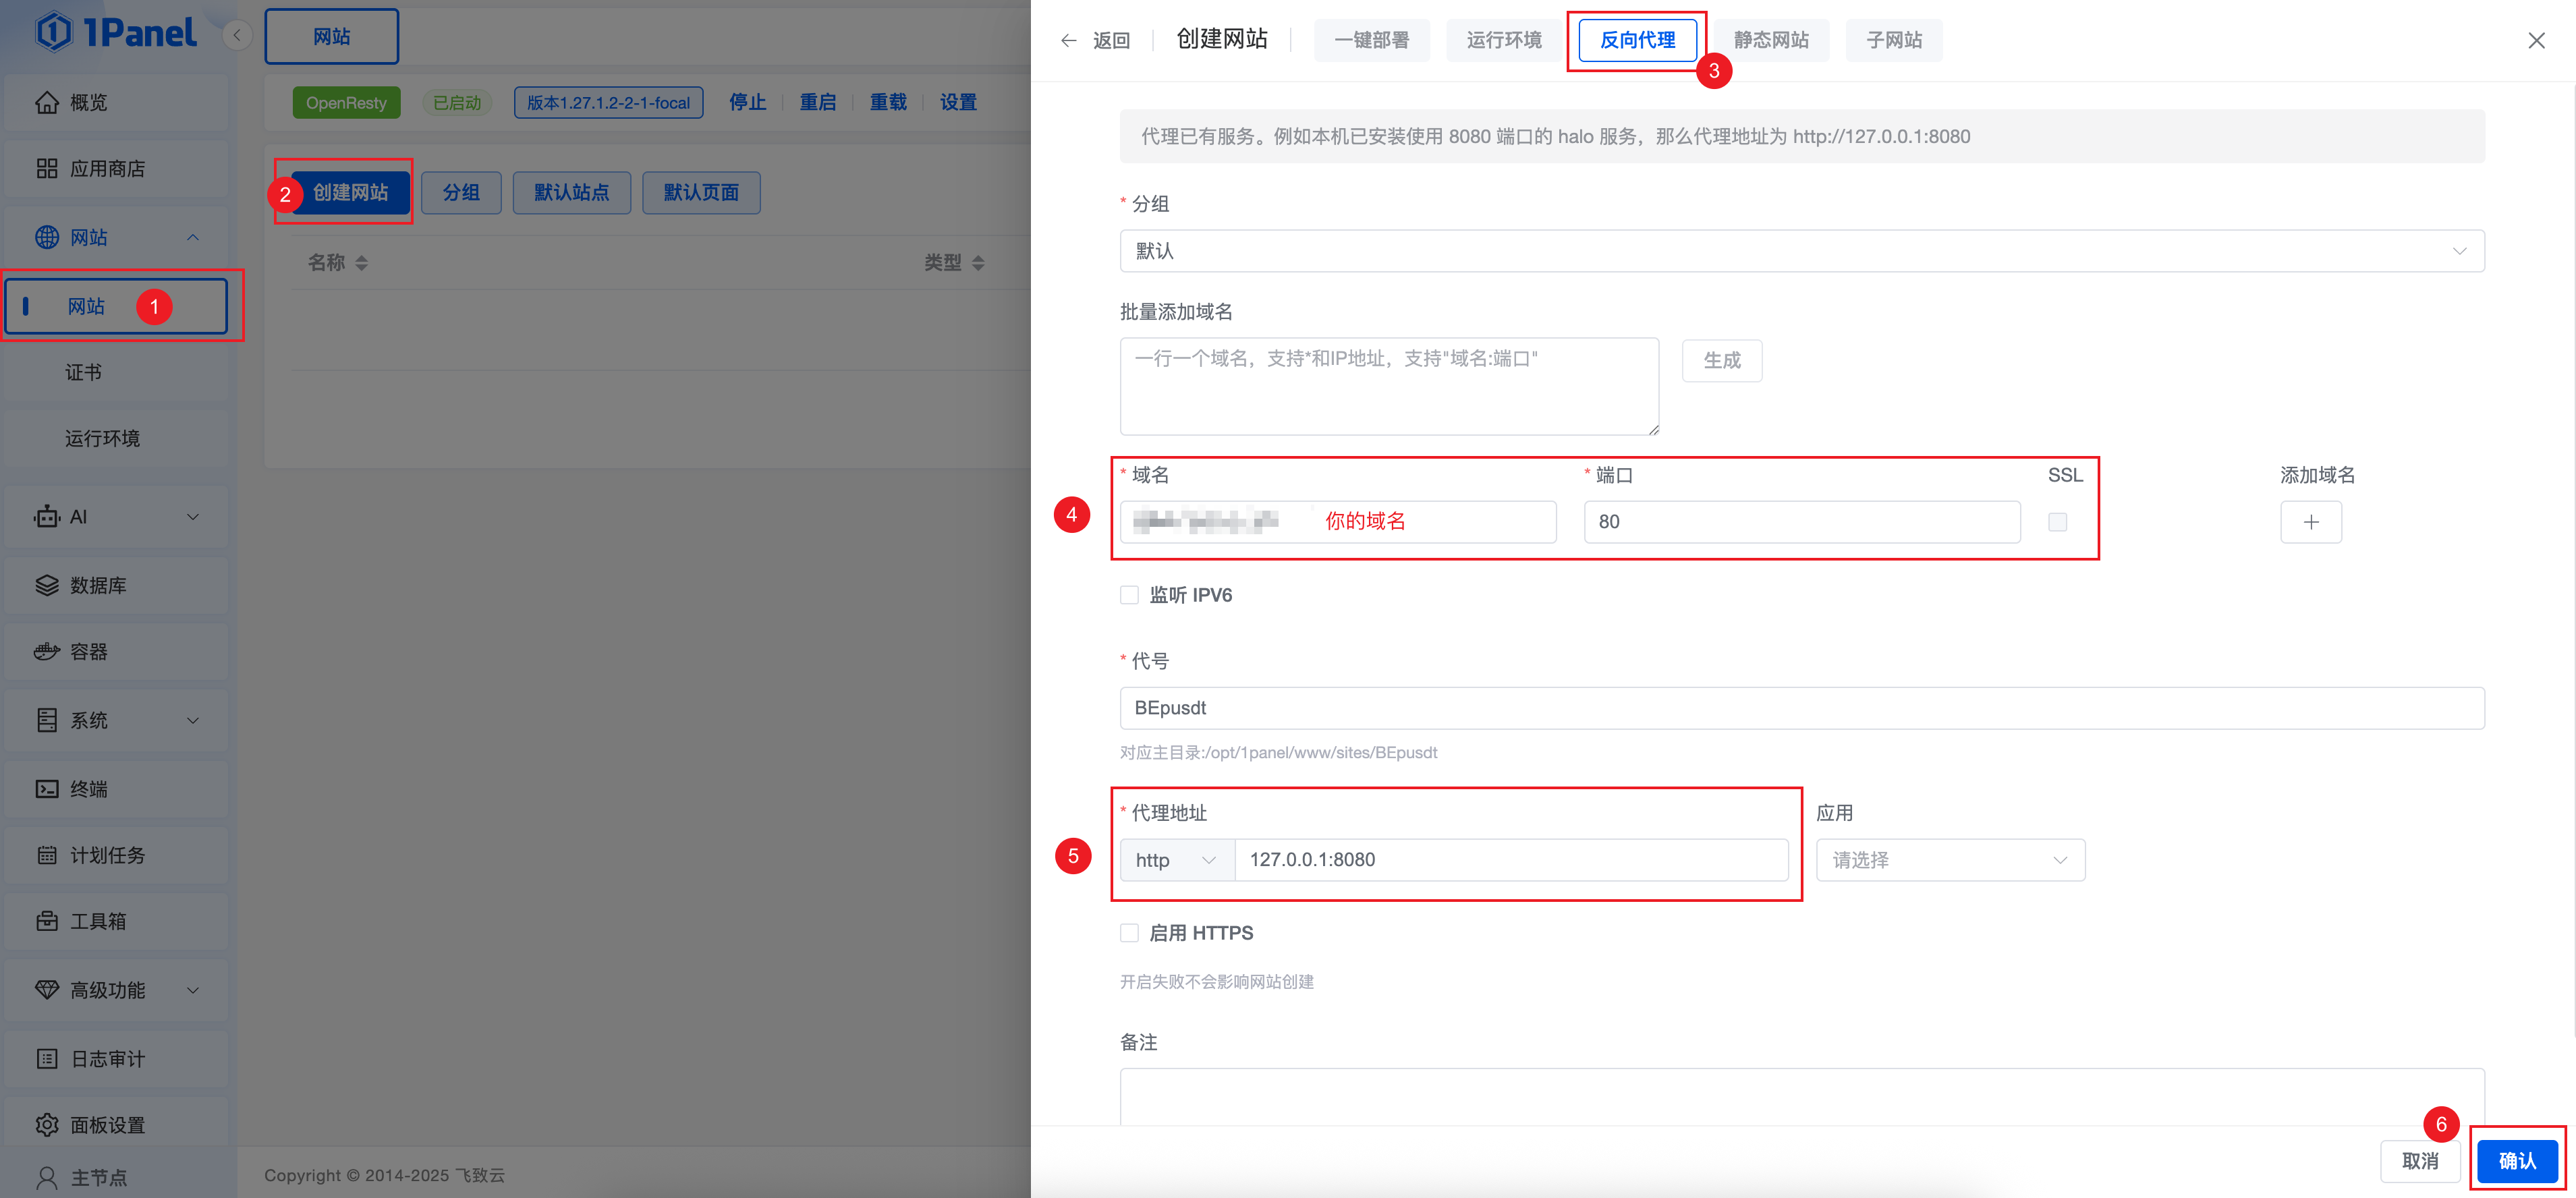 1Panel
概览
应用商店
网站
网站 1
证书
运行环境
AI
数据库
容器
系统
终端
计划任务
工具箱
高级功能
日志审计
面板设置
主节点
网站
OpenResty 已启动 版本1.27.1.2-2-1-focal 停止 重启 重载 设置
2 创建网站 分组 默认站点 默认页面
名称 类型
Copyright © 2014-2025 飞致云
返回 创建网站 一键部署 运行环境 反向代理 静态网站 子网站
3
代理已有服务。例如本机已安装使用 8080 端口的 halo 服务，那么代理地址为 http://127.0.0.1:8080
* 分组
默认
批量添加域名
一行一个域名，支持*和IP地址，支持"域名:端口"
生成
* 域名 * 端口 SSL 添加域名
4 你的域名 80
监听 IPV6
* 代号
BEpusdt
对应主目录:/opt/1panel/www/sites/BEpusdt
* 代理地址 应用
5 http 127.0.0.1:8080 请选择
启用 HTTPS
开启失败不会影响网站创建
备注
6
取消 确认